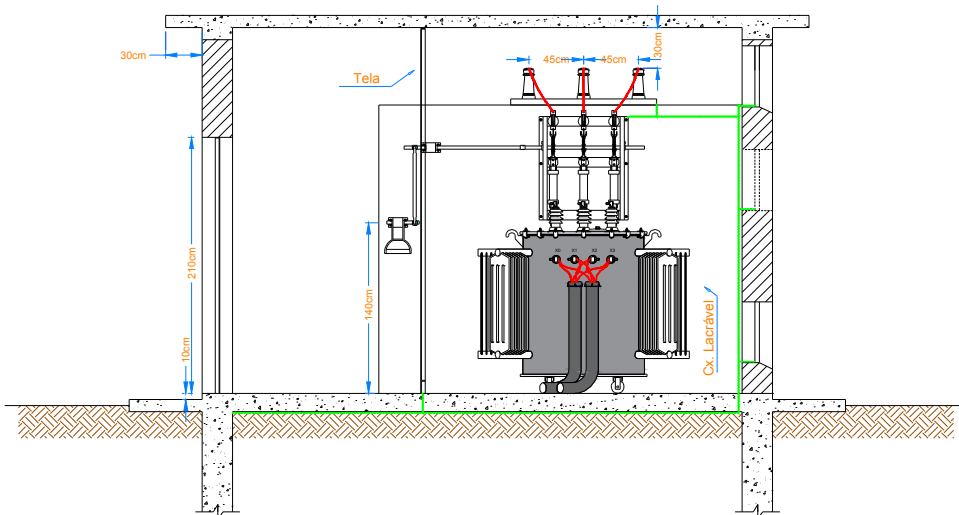 30cm
Tela
45cm
45cm
30cm
210cm
140cm
10cm
X0
X1
X2
X3
Cx. Lacrável